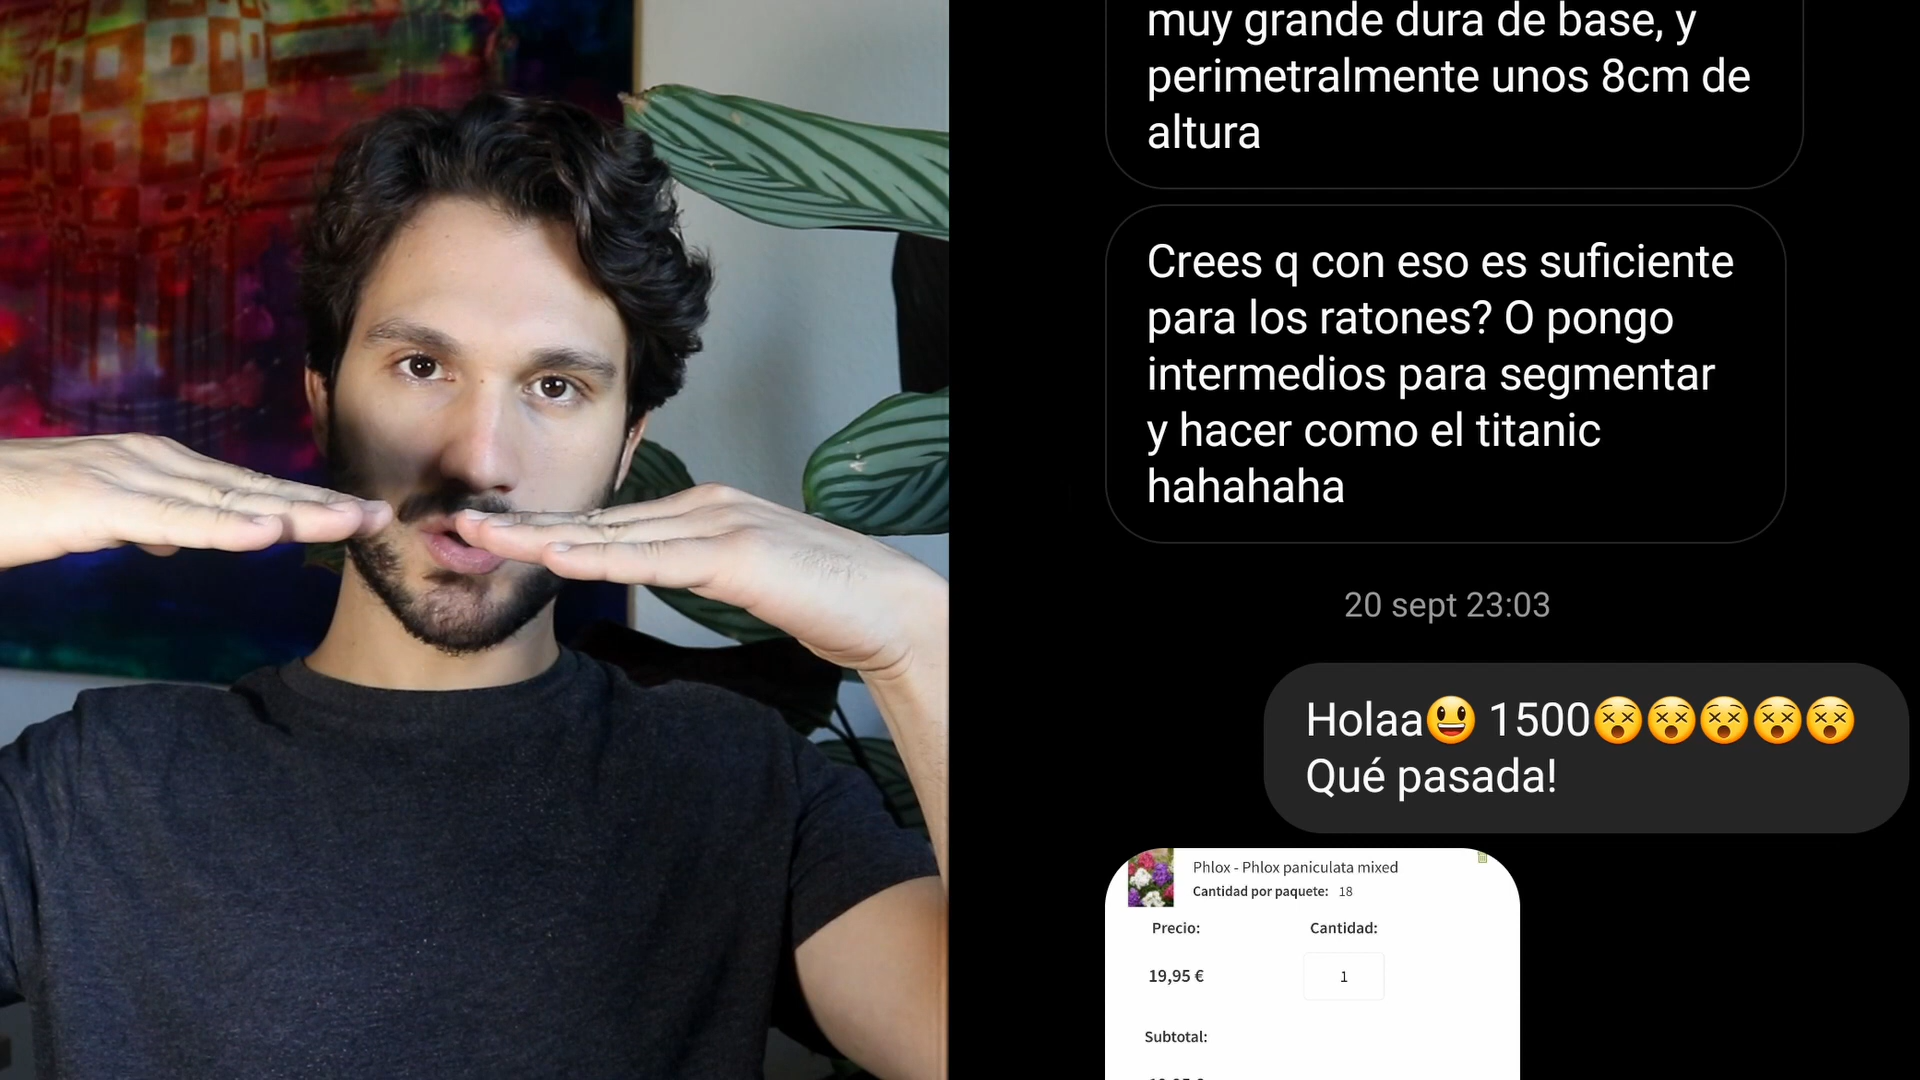 muy grande dura de base, y
perimetralmente unos 8cm de
altura
Crees q con eso es suficiente
para los ratones? O pongo
intermedios para segmentar
y hacer como el titanic
hahahaha
20 sept 23:03
Holaa😃 1500😵😵😵😵😵
Qué pasada!
Phlox - Phlox paniculata mixed
Cantidad por paquete: 18
Precio: Cantidad:
19,95 € 1
Subtotal: